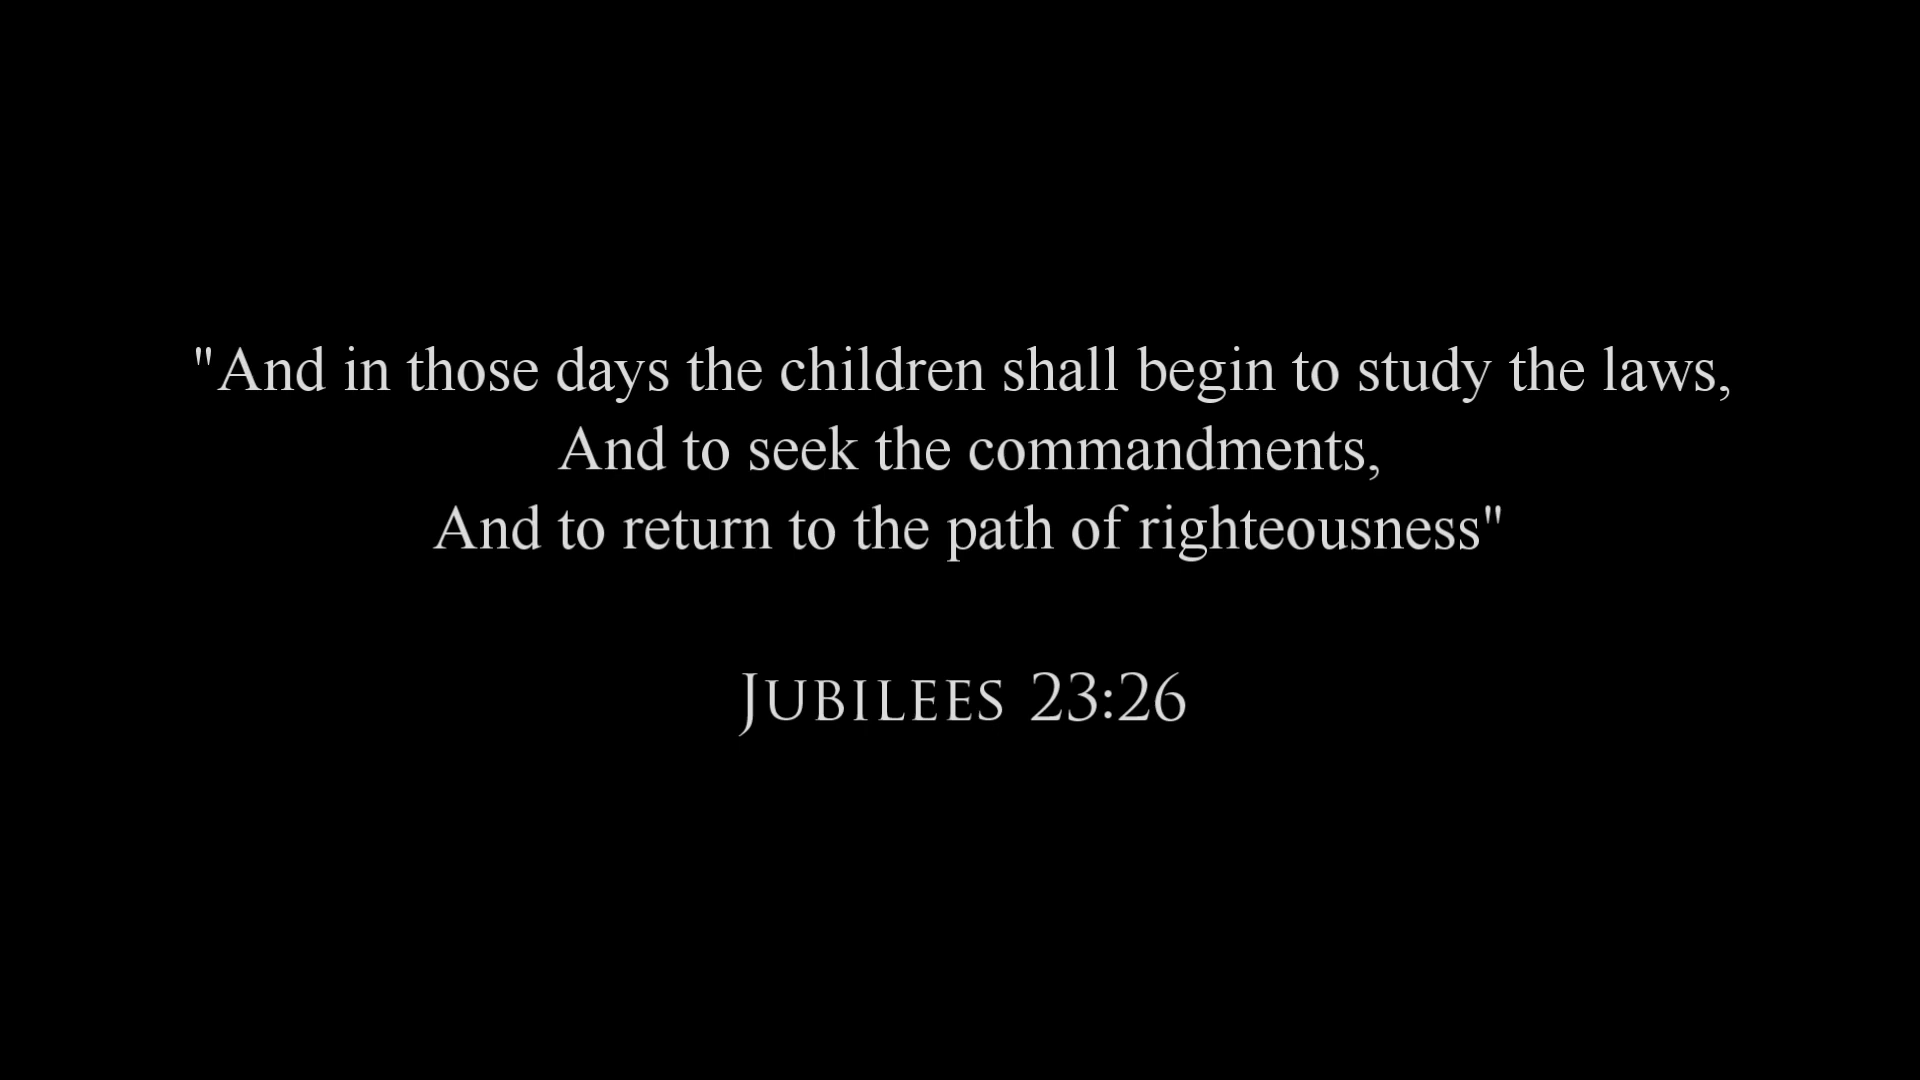 "And in those days the children shall begin to study the laws,
And to seek the commandments,
And to return to the path of righteousness"
Jubilees 23:26